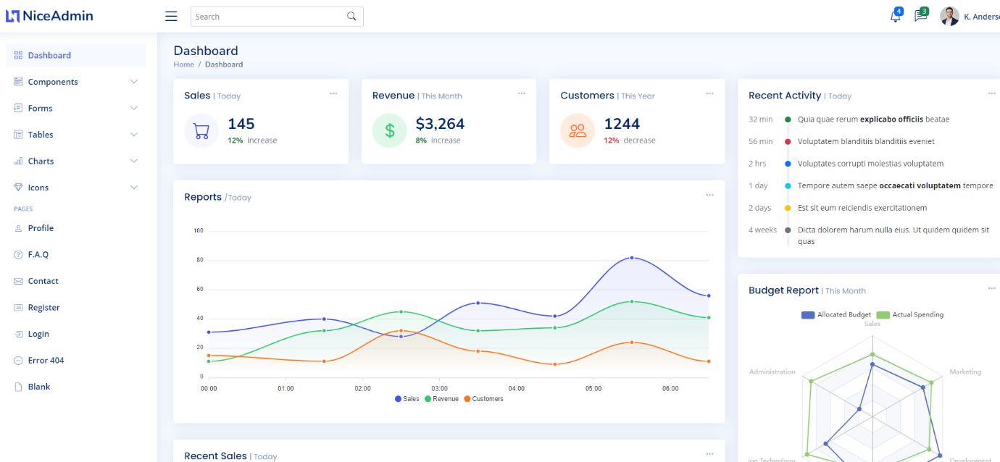 NiceAdmin
Search
4
3
K. Anders
Dashboard
Components
Forms
Tables
Charts
Icons
PAGES
Profile
F.A.Q
Contact
Register
Login
Error 404
Blank
Dashboard
Home / Dashboard
Sales | Today
145
12% increase
Revenue | This Month
$3,264
8% increase
Customers | This Year
1244
12% decrease
Reports /Today
100
80
60
40
20
0
00:00 01:00 02:00 03:00 04:00 05:00 06:00
Sales Revenue Customers
Recent Sales | Today
Recent Activity | Today
32 min Quia quae rerum explicabo officiis beatae
56 min Voluptatem blanditiis blanditiis eveniet
2 hrs Voluptates corrupti molestias voluptatem
1 day Tempore autem saepe occaecati voluptatem tempore
2 days Est sit eum reiciendis exercitationem
4 weeks Dicta dolorem harum nulla eius. Ut quidem quidem sit
quas
Budget Report | This Month
Allocated Budget Actual Spending
Sales
Administration Marketing
ion Technology Development